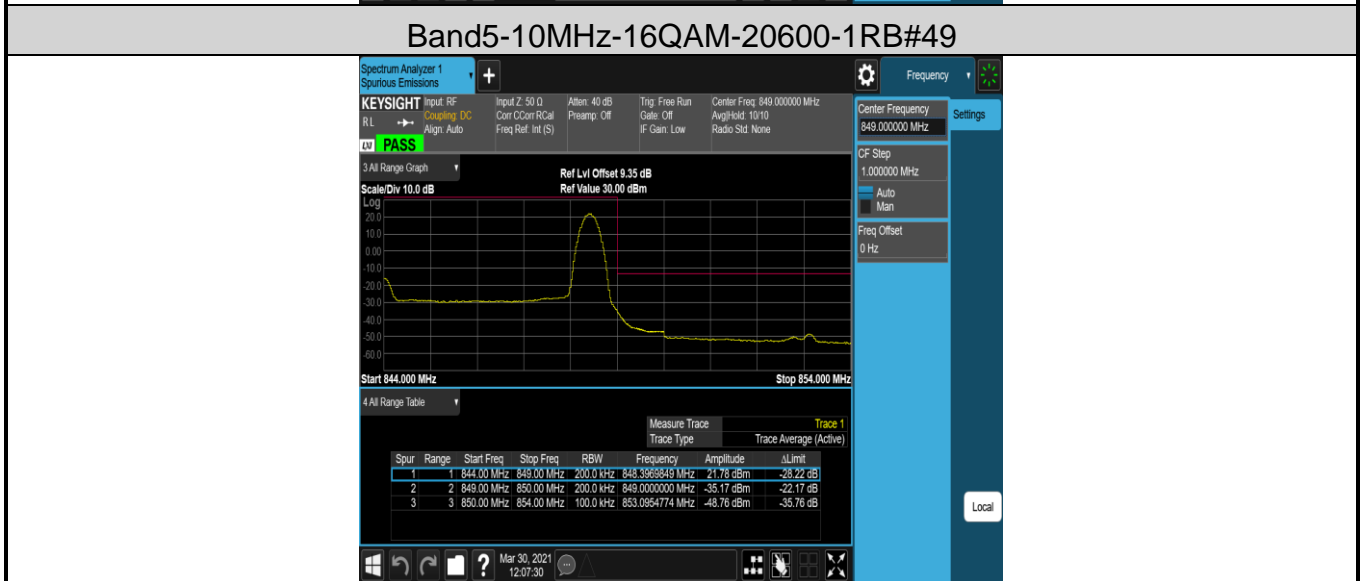 Band5-10MHz-16QAM-20600-1RB#49
Spectrum Analyzer 1
Spurious Emissions
+
Frequency
KEYSIGHT Input: RF Input Z: 50 Ω Atten: 40 dB Trig: Free Run Center Freq: 849.000000 MHz
RL Coupling: DC Corr CCorr RCal Preamp: Off Gate: Off Avg|Hold: 10/10
Align: Auto Freq Ref: Int (S) IF Gain: Low Radio Std: None
LXI PASS
Center Frequency
849.000000 MHz
Settings
CF Step
1.000000 MHz
Auto
Man
Freq Offset
0 Hz
3 All Range Graph
Ref Lvl Offset 9.35 dB
Scale/Div 10.0 dB Ref Value 30.00 dBm
Log
20.0
10.0
0.00
-10.0
-20.0
-30.0
-40.0
-50.0
-60.0
Start 844.000 MHz Stop 854.000 MHz
4 All Range Table
Measure Trace Trace 1
Trace Type Trace Average (Active)
Spur Range Start Freq Stop Freq RBW Frequency Amplitude ΔLimit
1 1 844.00 MHz 849.00 MHz 200.0 kHz 848.3969849 MHz 21.78 dBm -28.22 dB
2 2 849.00 MHz 850.00 MHz 200.0 kHz 849.0000000 MHz -35.17 dBm -22.17 dB
3 3 850.00 MHz 854.00 MHz 100.0 kHz 853.0954774 MHz -48.76 dBm -35.76 dB
Local
? Mar 30, 2021
12:07:30